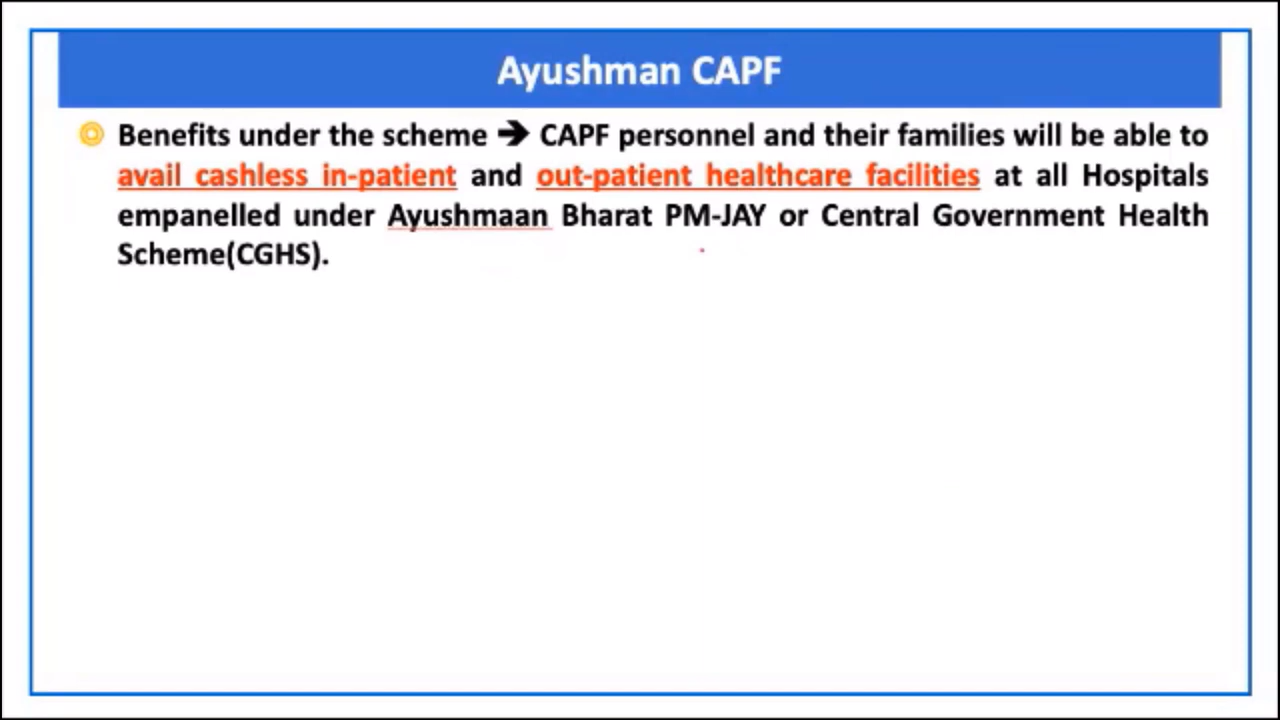 Ayushman CAPF
Benefits under the scheme ➔ CAPF personnel and their families will be able to
avail cashless in-patient and out-patient healthcare facilities at all Hospitals
empanelled under Ayushmaan Bharat PM-JAY or Central Government Health
Scheme(CGHS).